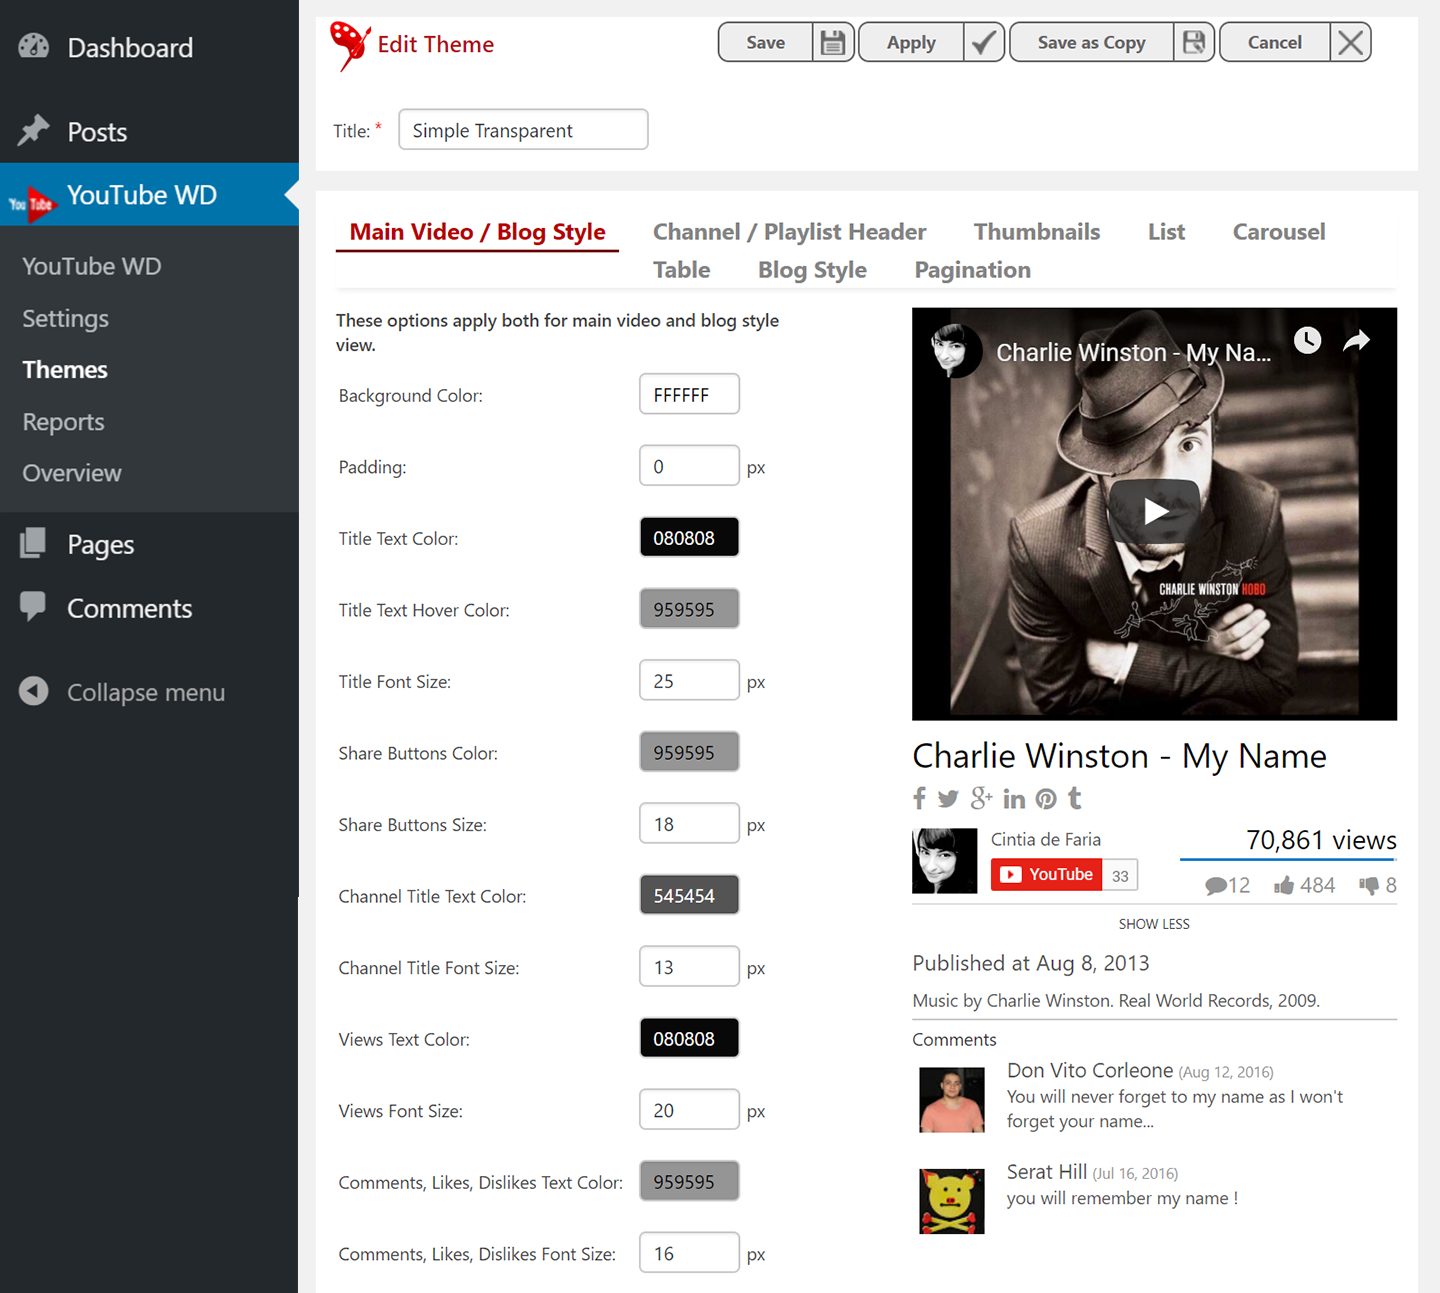 Dashboard
Posts
You Tube
YouTube WD
YouTube WD
Settings
Themes
Reports
Overview
Pages
Comments
Collapse menu
Edit Theme
Save
Apply
Save as Copy
Cancel
Title: *
Simple Transparent
Main Video / Blog Style
Channel / Playlist Header
Thumbnails
List
Carousel
Table
Blog Style
Pagination
These options apply both for main video and blog style
view.
Background Color: FFFFFF
Padding: 0 px
Title Text Color: 080808
Title Text Hover Color: 959595
Title Font Size: 25 px
Share Buttons Color: 959595
Share Buttons Size: 18 px
Channel Title Text Color: 545454
Channel Title Font Size: 13 px
Views Text Color: 080808
Views Font Size: 20 px
Comments, Likes, Dislikes Text Color: 959595
Comments, Likes, Dislikes Font Size: 16 px
Charlie Winston - My Na...
CHARLIE WINSTON HOBO
Charlie Winston - My Name
Cintia de Faria
YouTube 33
70,861 views
12 484 8
SHOW LESS
Published at Aug 8, 2013
Music by Charlie Winston. Real World Records, 2009.
Comments
Don Vito Corleone (Aug 12, 2016)
You will never forget to my name as I won't
forget your name...
Serat Hill (Jul 16, 2016)
you will remember my name !